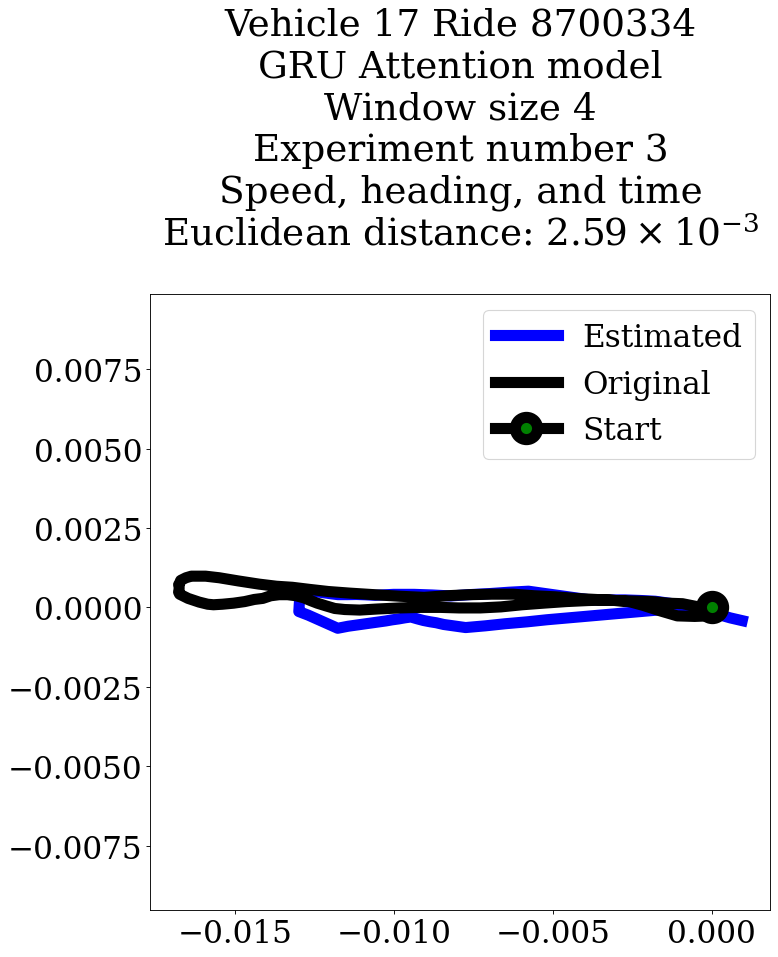 Vehicle 17 Ride 8700334
GRU Attention model
Window size 4
Experiment number 3
Speed, heading, and time
Euclidean distance: 2.59 × 10⁻³
Estimated
Original
Start
0.0075
0.0050
0.0025
0.0000
−0.0025
−0.0050
−0.0075
−0.015 −0.010 −0.005 0.000